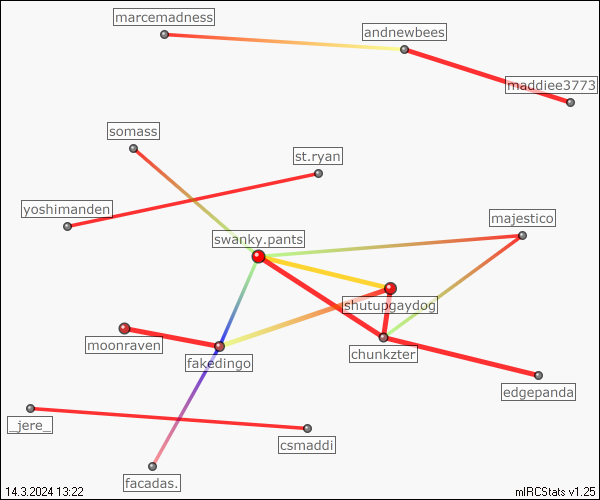 marcemadness
andnewbees
maddiee3773
somass
st.ryan
yoshimanden
majestico
swanky.pants
shutupgaydog
moonraven
chunkzter
fakedingo
edgepanda
_jere_
csmaddi
facadas.
14.3.2024 13:22
mIRCStats v1.25